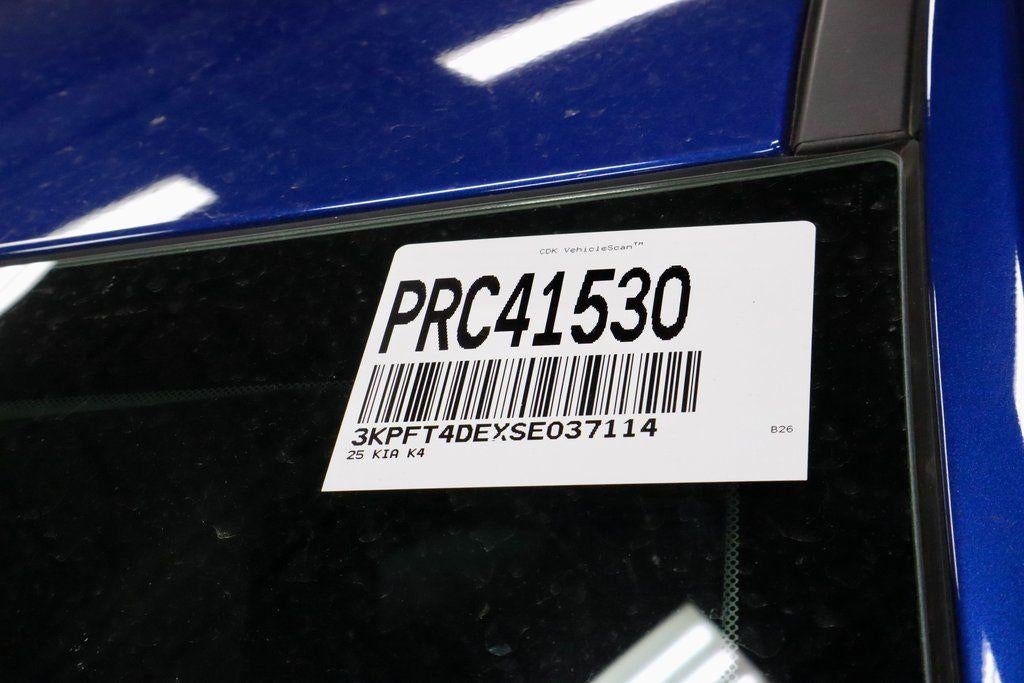 CDK VehicleScan™
PRC41530
3KPFT4DEXSE037114
25 KIA K4
B26